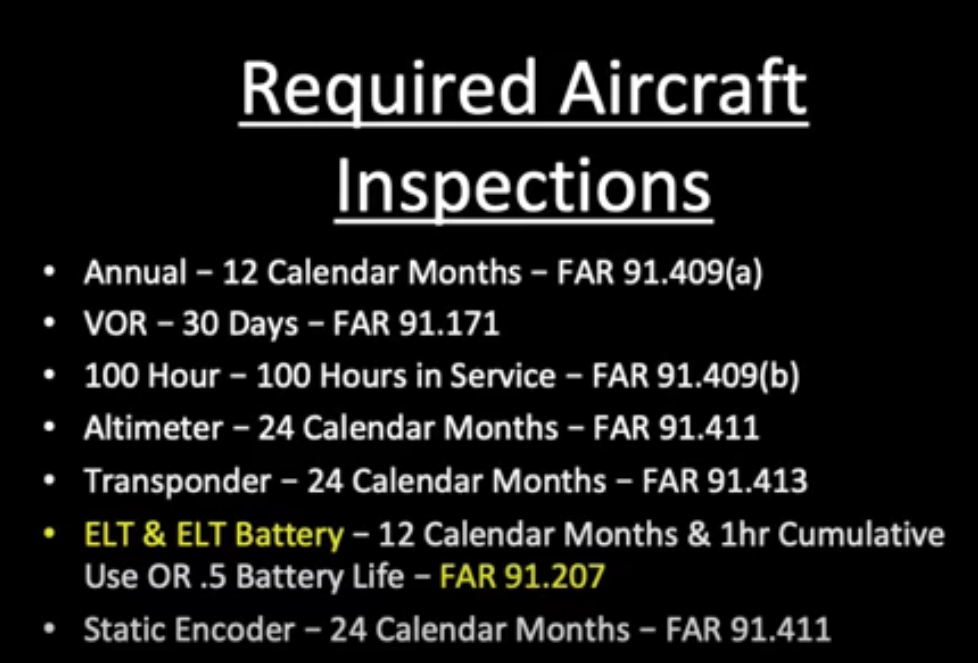 Required Aircraft
Inspections
• Annual – 12 Calendar Months – FAR 91.409(a)
• VOR – 30 Days – FAR 91.171
• 100 Hour – 100 Hours in Service – FAR 91.409(b)
• Altimeter – 24 Calendar Months – FAR 91.411
• Transponder – 24 Calendar Months – FAR 91.413
• ELT & ELT Battery – 12 Calendar Months & 1hr Cumulative
Use OR .5 Battery Life – FAR 91.207
• Static Encoder – 24 Calendar Months – FAR 91.411